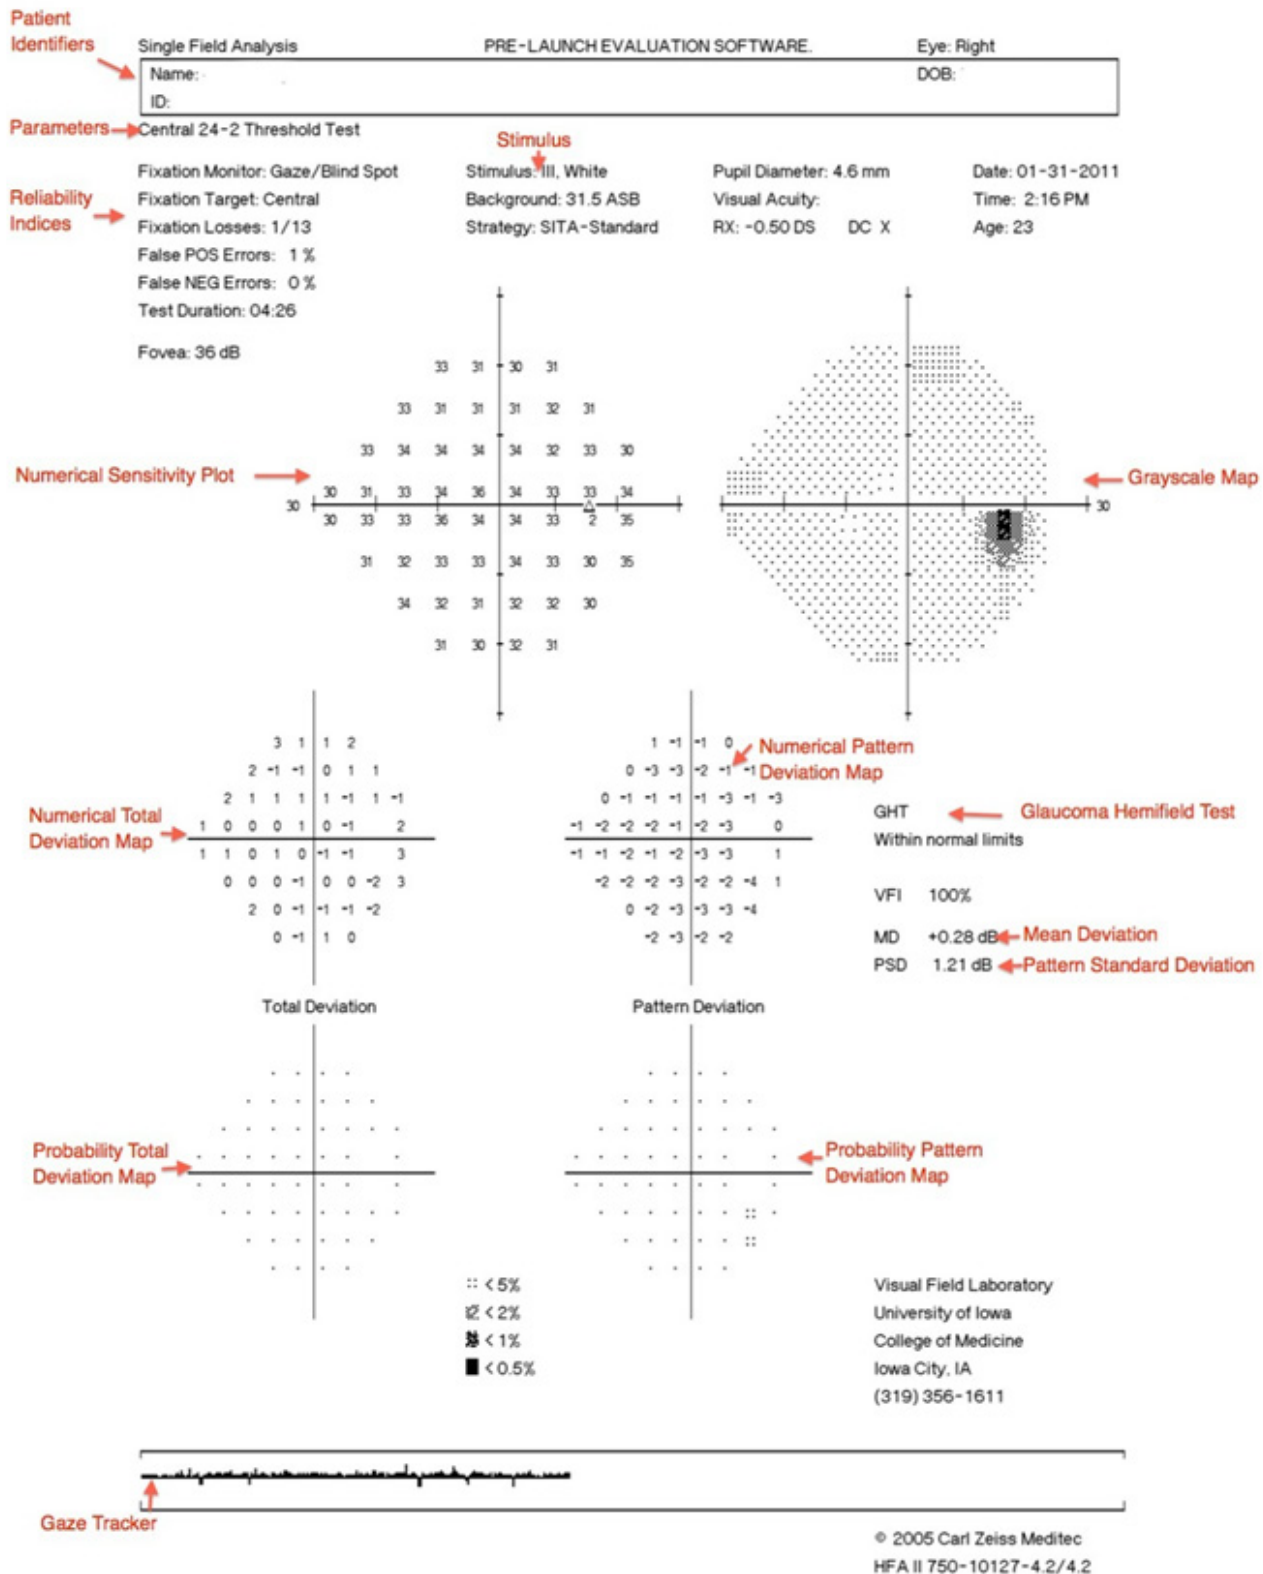 Patient
Identifiers
Single Field Analysis PRE-LAUNCH EVALUATION SOFTWARE. Eye: Right
Name: DOB:
ID:
Parameters Central 24-2 Threshold Test
Stimulus
Fixation Monitor: Gaze/Blind Spot Stimulus: III, White Pupil Diameter: 4.6 mm Date: 01-31-2011
Reliability
Indices
Fixation Target: Central Background: 31.5 ASB Visual Acuity: Time: 2:16 PM
Fixation Losses: 1/13 Strategy: SITA-Standard RX: -0.50 DS DC X Age: 23
False POS Errors: 1 %
False NEG Errors: 0 %
Test Duration: 04:26
Fovea: 36 dB
33 31 30 31
33 31 31 31 32 31
33 34 34 34 34 32 33 30
Numerical Sensitivity Plot
Grayscale Map
30 31 33 34 36 34 33 33 34
30 30
30 33 33 36 34 34 33 2 35
31 32 33 33 34 33 30 35
34 32 31 32 32 30
31 30 32 31
3 1 1 2
2 -1 -1 0 1 1
2 1 1 1 1 -1 1 -1
1 0 0 0 1 0 -1 2
1 1 0 1 0 -1 -1 3
0 0 0 -1 0 0 -2 3
2 0 -1 -1 -1 -2
0 -1 1 0
Numerical Total
Deviation Map
Total Deviation
1 -1 -1 0
0 -3 -3 -2 -1 -1
0 -1 -1 -1 -1 -3 -1 -3
-1 -2 -2 -2 -1 -2 -3 0
-1 -1 -2 -1 -2 -3 -3 1
-2 -2 -2 -3 -2 -2 -4 1
0 -2 -3 -3 -3 -4
-2 -3 -2 -2
Numerical Pattern
Deviation Map
Pattern Deviation
GHT Glaucoma Hemifield Test
Within normal limits
VFI 100%
MD +0.28 dB Mean Deviation
PSD 1.21 dB Pattern Standard Deviation
Probability Total
Deviation Map
Probability Pattern
Deviation Map
< 5%
< 2%
< 1%
< 0.5%
Visual Field Laboratory
University of Iowa
College of Medicine
Iowa City, IA
(319) 356-1611
Gaze Tracker
© 2005 Carl Zeiss Meditec
HFA II 750-10127-4.2/4.2